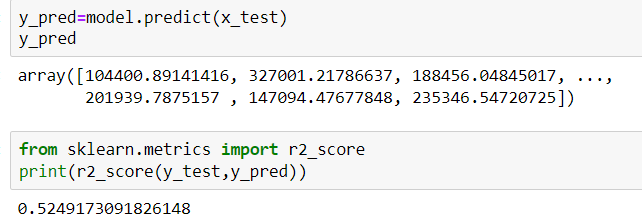 y_pred=model.predict(x_test)
y_pred
array([104400.89141416, 327001.21786637, 188456.04845017, ...,
       201939.7875157 , 147094.47677848, 235346.54720725])
from sklearn.metrics import r2_score
print(r2_score(y_test,y_pred))
0.5249173091826148